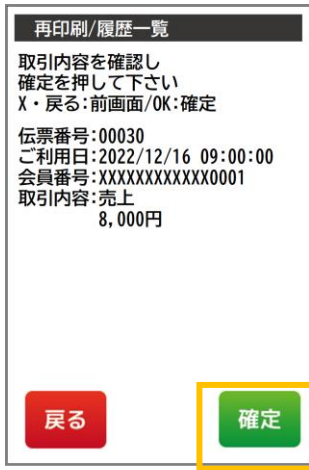 再印刷/履歴一覧
取引内容を確認し
確定を押して下さい
X・戻る:前画面/OK:確定
伝票番号:00030
ご利用日:2022/12/16 09:00:00
会員番号:XXXXXXXXXXXX0001
取引内容:売上
8,000円
戻る
確定